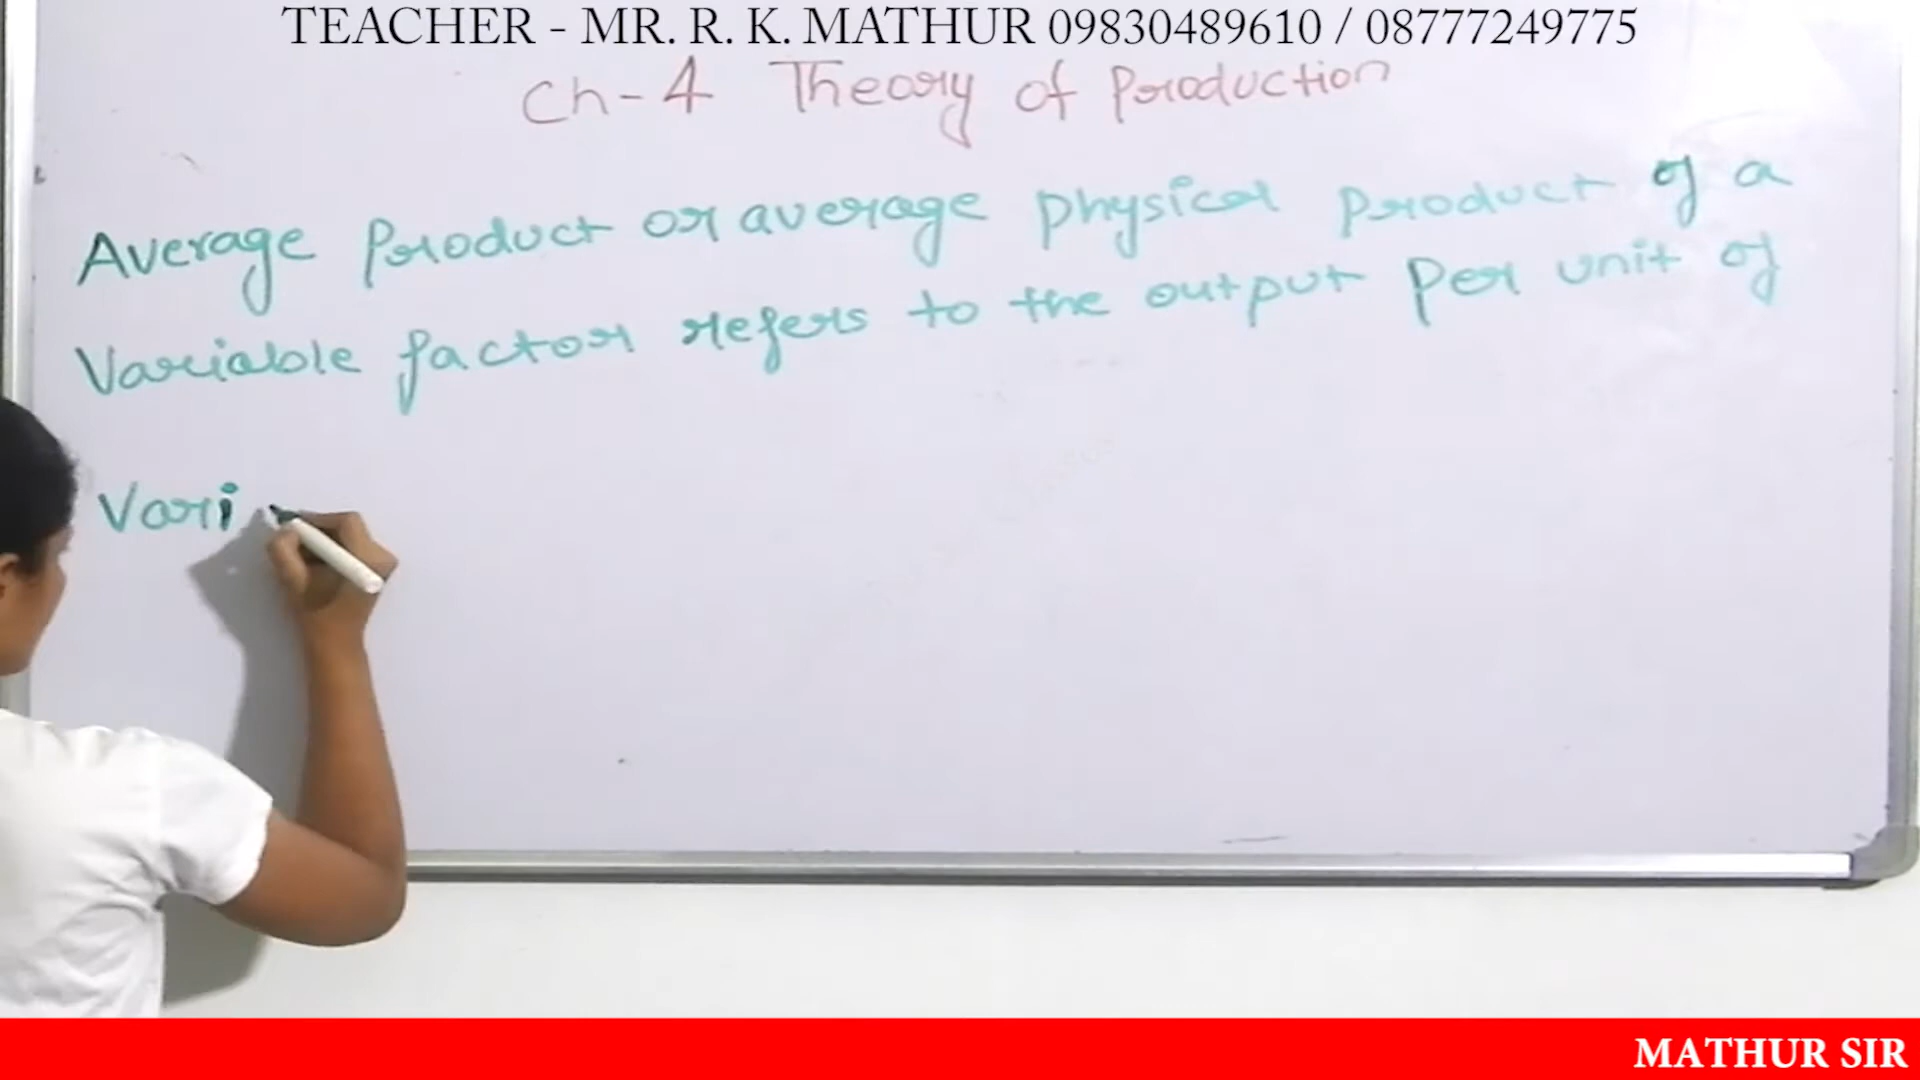 TEACHER - MR. R. K. MATHUR 09830489610 / 08777249775
Ch-4 Theory of Production
Average Product or average physical Product of a
Variable factor refers to the output Per unit of
Vari
MATHUR SIR